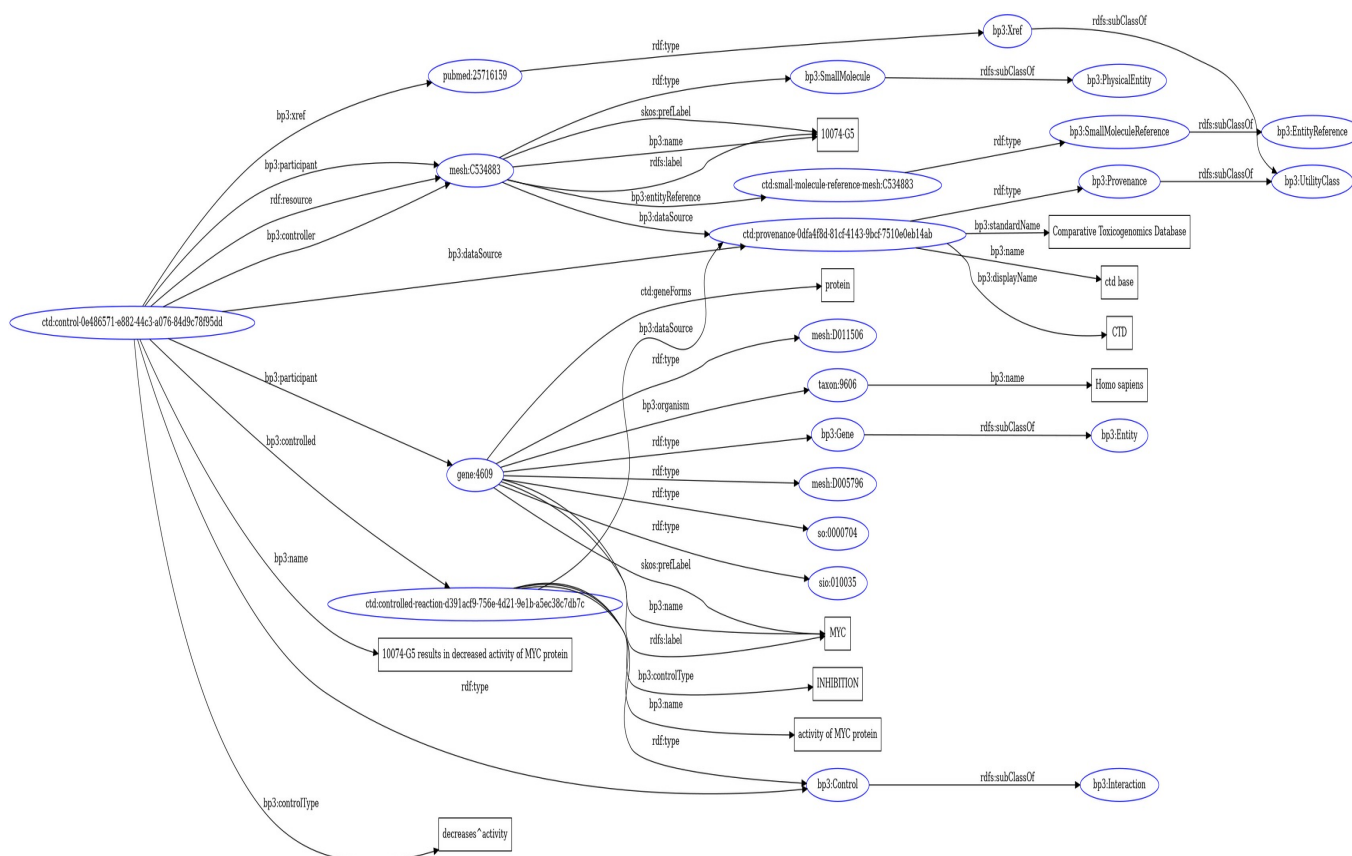 rdfs:subClassOf
bp3:Xref
rdf:type
pubmed:25716159
rdf:type
bp3:SmallMolecule
rdfs:subClassOf
bp3:PhysicalEntity
skos:prefLabel
bp3:xref
10074-G5
bp3:SmallMoleculeReference
rdfs:subClassOf
bp3:EntityReference
bp3:name
rdf:type
bp3:participant
mesh:C534883
rdfs:label
ctd:small-molecule-reference-mesh:C534883
bp3:Provenance
rdfs:subClassOf
bp3:UtilityClass
rdf:type
rdf:resource
bp3:entityReference
bp3:dataSource
bp3:controller
ctd:provenance-0dfa4f8d-81cf-4143-9bcf-7510e0eb14ab
bp3:standardName
Comparative Toxicogenomics Database
bp3:dataSource
bp3:name
bp3:displayName
ctd base
ctd:geneForms
protein
ctd:control-0e486571-e882-44c3-a076-84d9c78f95dd
bp3:dataSource
CTD
mesh:D011506
rdf:type
bp3:participant
taxon:9606
bp3:name
Homo sapiens
bp3:organism
bp3:controlled
rdf:type
bp3:Gene
rdfs:subClassOf
bp3:Entity
gene:4609
rdf:type
mesh:D005796
rdf:type
rdf:type
so:0000704
bp3:name
skos:prefLabel
sio:010035
ctd:controlled-reaction-d391acf9-756e-4d21-9e1b-a5ec38c7db7c
bp3:name
MYC
rdfs:label
10074-G5 results in decreased activity of MYC protein
bp3:controlType
INHIBITION
rdf:type
bp3:name
activity of MYC protein
rdf:type
bp3:Control
rdfs:subClassOf
bp3:Interaction
bp3:controlType
decreases^activity